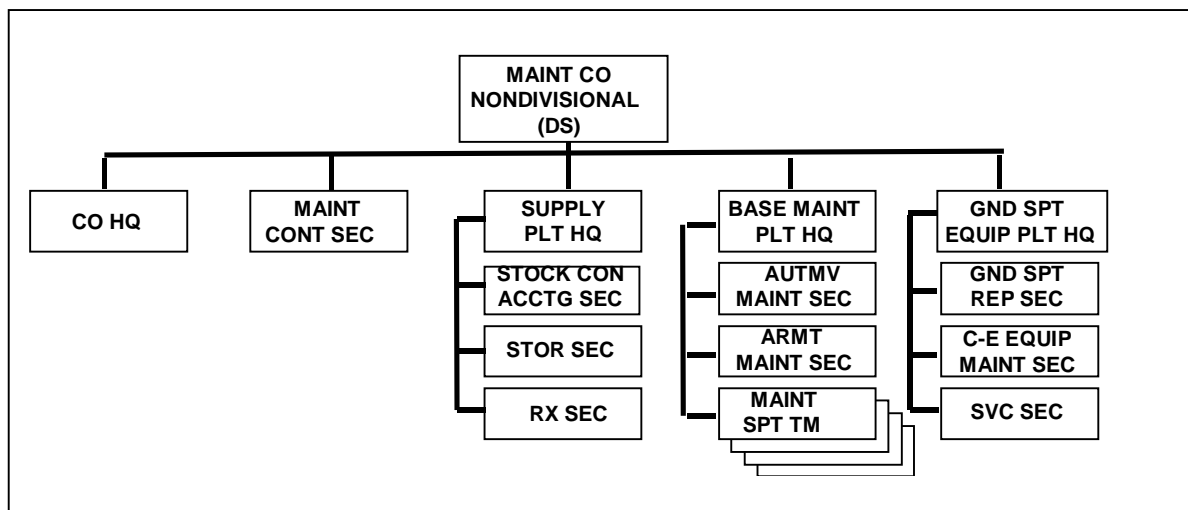 MAINT CO
NONDIVISIONAL
(DS)
CO HQ
MAINT
CONT SEC
SUPPLY
PLT HQ
STOCK CON
ACCTG SEC
STOR SEC
RX SEC
BASE MAINT
PLT HQ
AUTMV
MAINT SEC
ARMT
MAINT SEC
MAINT
SPT TM
GND SPT
EQUIP PLT HQ
GND SPT
REP SEC
C-E EQUIP
MAINT SEC
SVC SEC